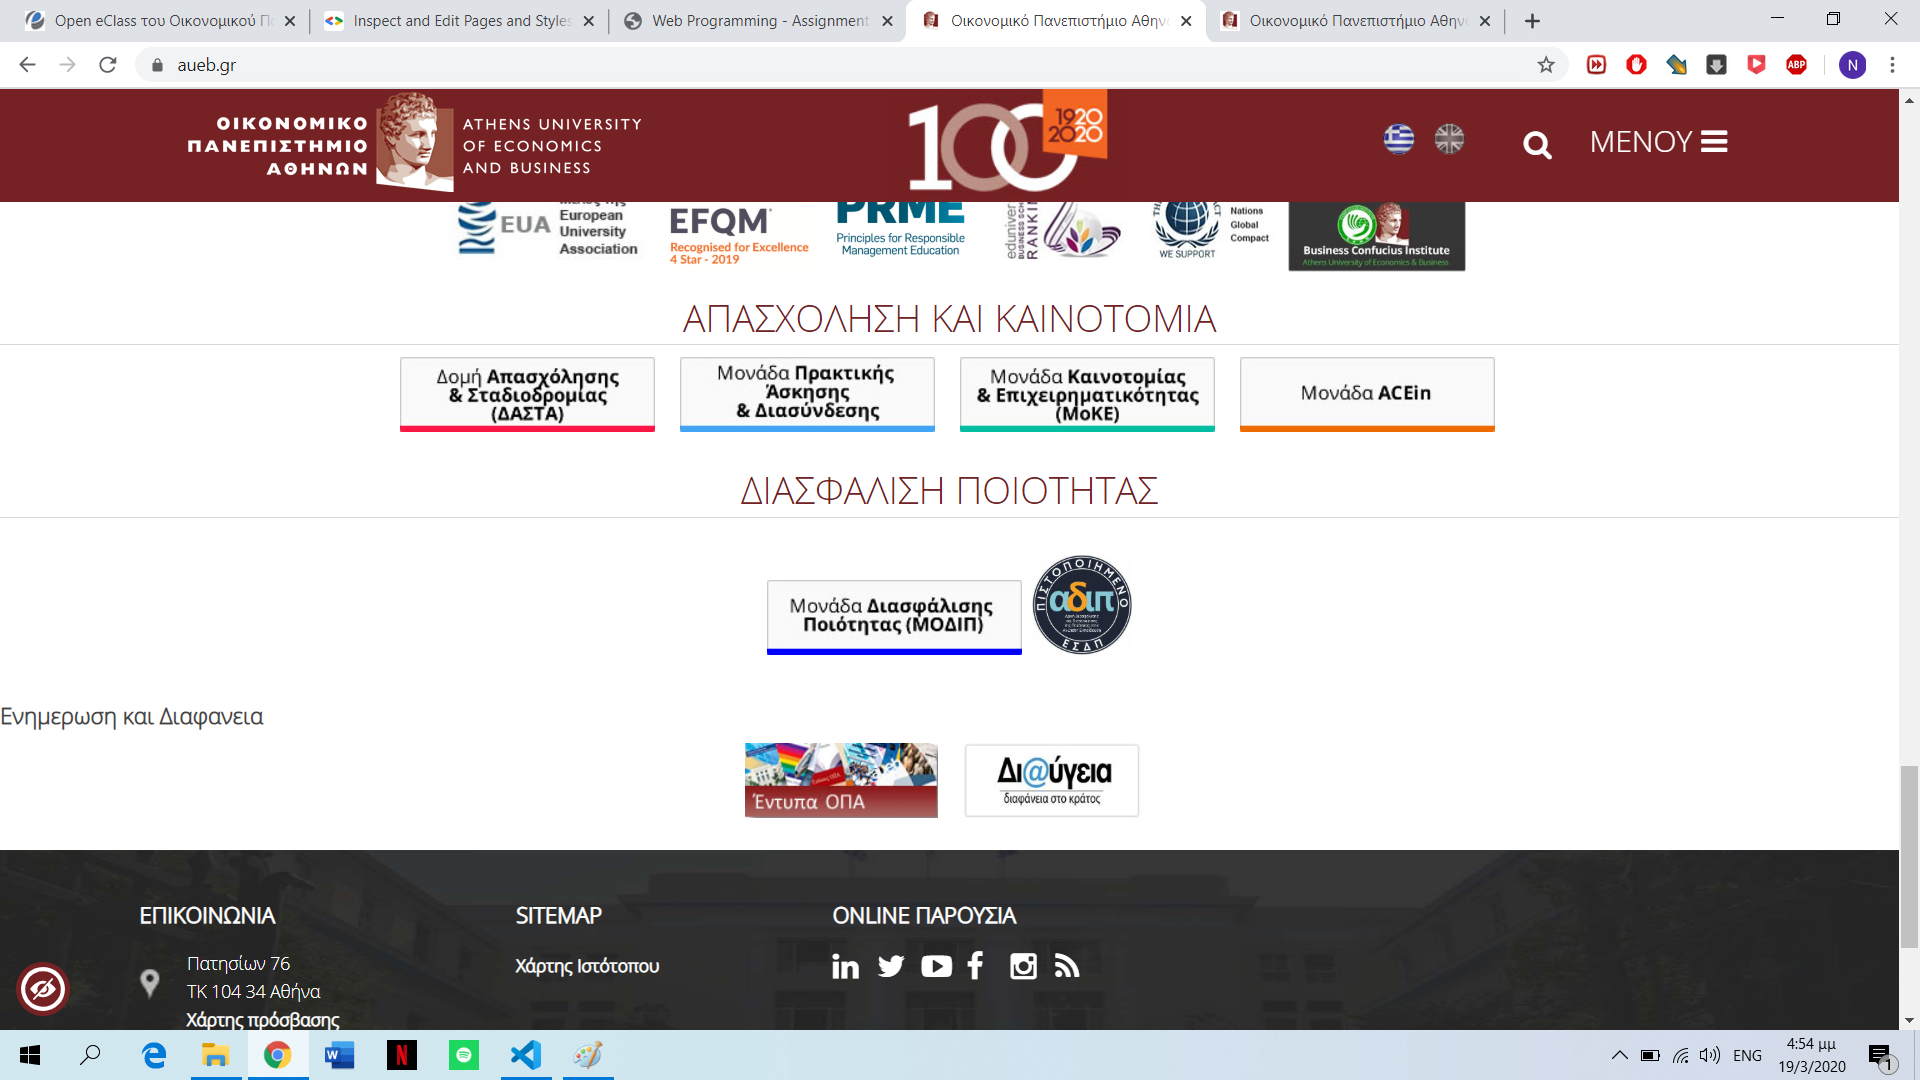 Open eClass του Οικονομικού Πα
Inspect and Edit Pages and Styles
Web Programming - Assignment
Οικονομικό Πανεπιστήμιο Αθην
Οικονομικό Πανεπιστήμιο Αθην
aueb.gr
ABP
N
ΟΙΚΟΝΟΜΙΚΟ
ΠΑΝΕΠΙΣΤΗΜΙΟ
ΑΘΗΝΩΝ
ATHENS UNIVERSITY
OF ECONOMICS
AND BUSINESS
100
1920
2020
ΜΕΝΟΥ
EUA
European
University
Association
EFQM
Recognised for Excellence
4 Star - 2019
PRME
Principles for Responsible
Management Education
eduniver
BUSINESS SCH
RANKIN
WE SUPPORT
Nations
Global
Compact
Business Confucius Institute
Athens University of Economics & Business
ΑΠΑΣΧΟΛΗΣΗ ΚΑΙ ΚΑΙΝΟΤΟΜΙΑ
Δομή Απασχόλησης
& Σταδιοδρομίας
(ΔΑΣΤΑ)
Μονάδα Πρακτικής
Άσκησης
& Διασύνδεσης
Μονάδα Καινοτομίας
& Επιχειρηματικότητας
(ΜοΚΕ)
Μονάδα ACEin
ΔΙΑΣΦΑΛΙΣΗ ΠΟΙΟΤΗΤΑΣ
Μονάδα Διασφάλισης
Ποιότητας (ΜΟΔΙΠ)
ΠΙΣΤΟΠΟΙΗΜΕΝΟ
αδιπ
ΕΣΔΠ
Ενημερωση και Διαφανεια
Έντυπα ΟΠΑ
Δι@ύγεια
διαφάνεια στο κράτος
ΕΠΙΚΟΙΝΩΝΙΑ
SITEMAP
ONLINE ΠΑΡΟΥΣΙΑ
Πατησίων 76
ΤΚ 104 34 Αθήνα
Χάρτης πρόσβασης
Χάρτης Ιστότοπου
ENG
4:54 μμ
19/3/2020
1